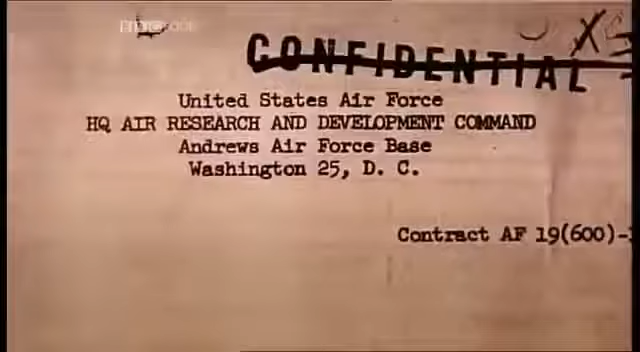 CONFIDENTIAL
United States Air Force
HQ AIR RESEARCH AND DEVELOPMENT COMMAND
Andrews Air Force Base
Washington 25, D. C.
Contract AF 19(600)-